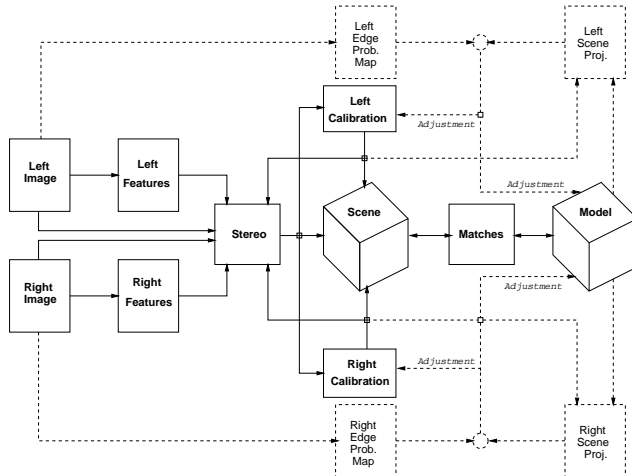 Left
Edge
Prob.
Map
Left
Scene
Proj.
Left
Calibration
Adjustment
Left
Image
Left
Features
Adjustment
Scene
Model
Stereo
Matches
Right
Image
Right
Features
Adjustment
Right
Calibration
Adjustment
Right Edge
Prob.
Map
Right
Scene
Proj.